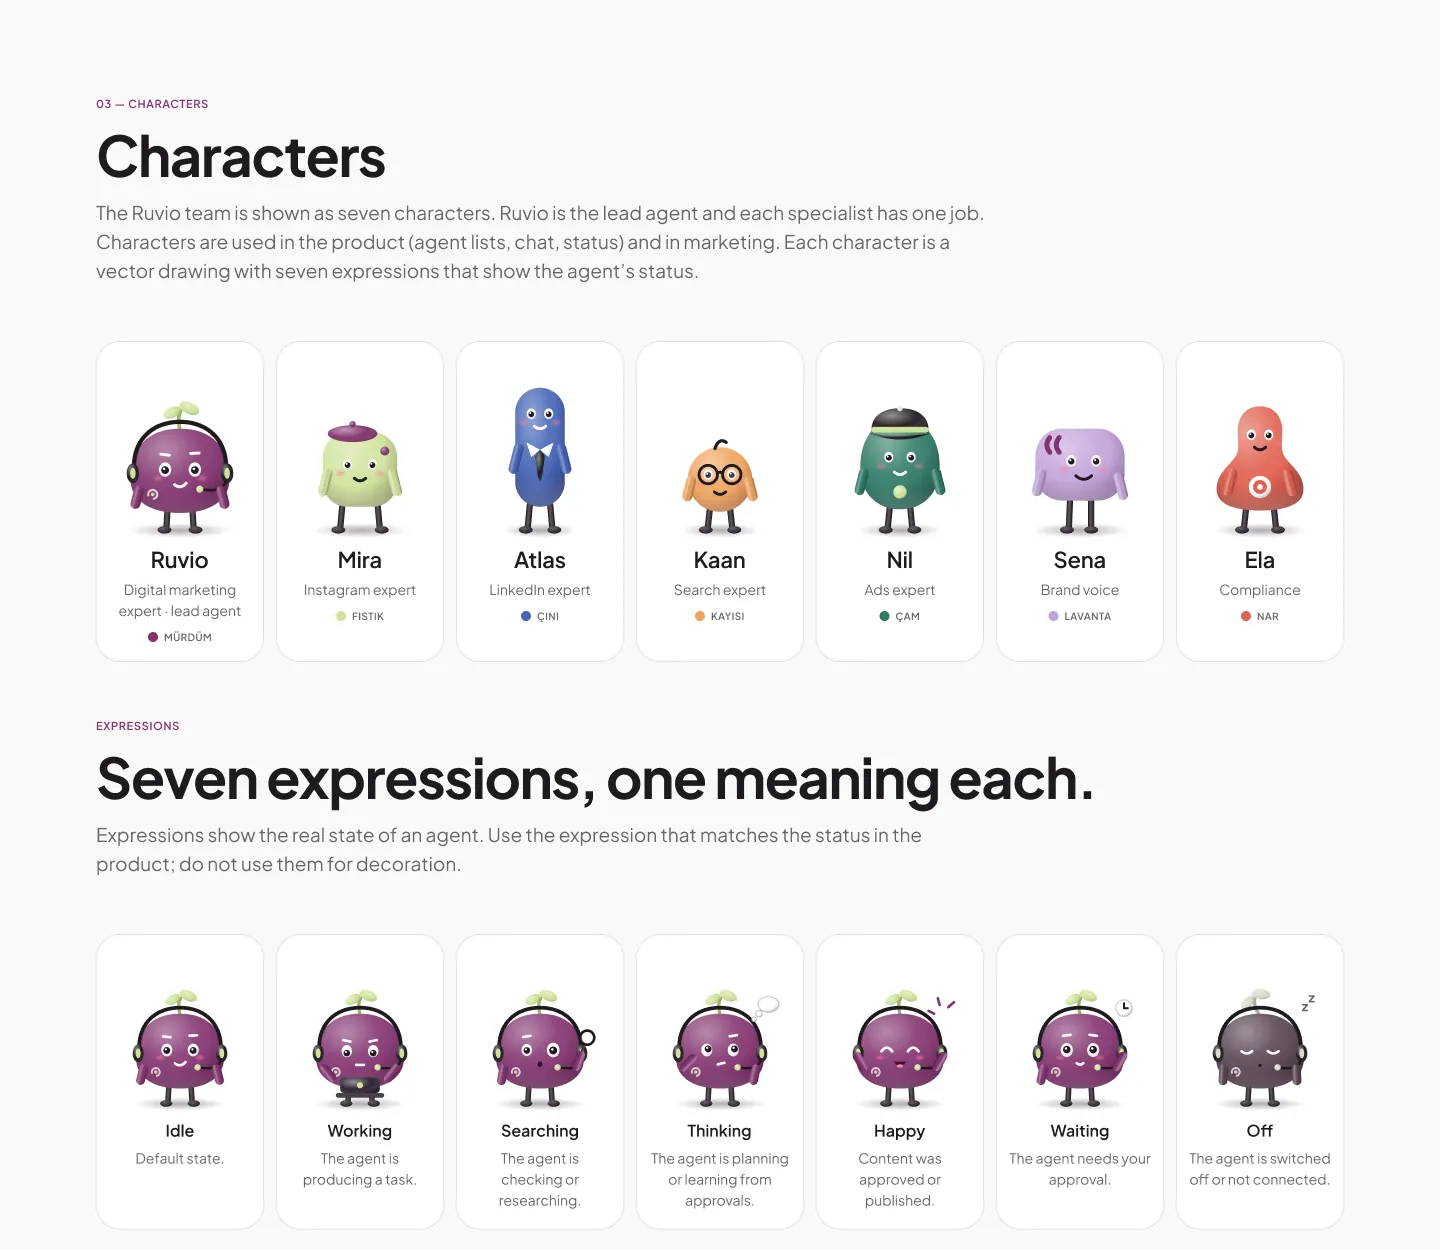 03 — CHARACTERS
Characters
The Ruvio team is shown as seven characters. Ruvio is the lead agent and each specialist has one job.
Characters are used in the product (agent lists, chat, status) and in marketing. Each character is a
vector drawing with seven expressions that show the agent’s status.
Ruvio
Digital marketing
expert · lead agent
MÜRDÜM
Mira
Instagram expert
FISTIK
Atlas
LinkedIn expert
ÇINI
Kaan
Search expert
KAYISI
Nil
Ads expert
ÇAM
Sena
Brand voice
LAVANTA
Ela
Compliance
NAR
EXPRESSIONS
Seven expressions, one meaning each.
Expressions show the real state of an agent. Use the expression that matches the status in the
product; do not use them for decoration.
Idle
Default state.
Working
The agent is
producing a task.
Searching
The agent is
checking or
researching.
Thinking
The agent is planning
or learning from
approvals.
Happy
Content was
approved or
published.
Waiting
The agent needs your
approval.
z z
Off
The agent is switched
off or not connected.